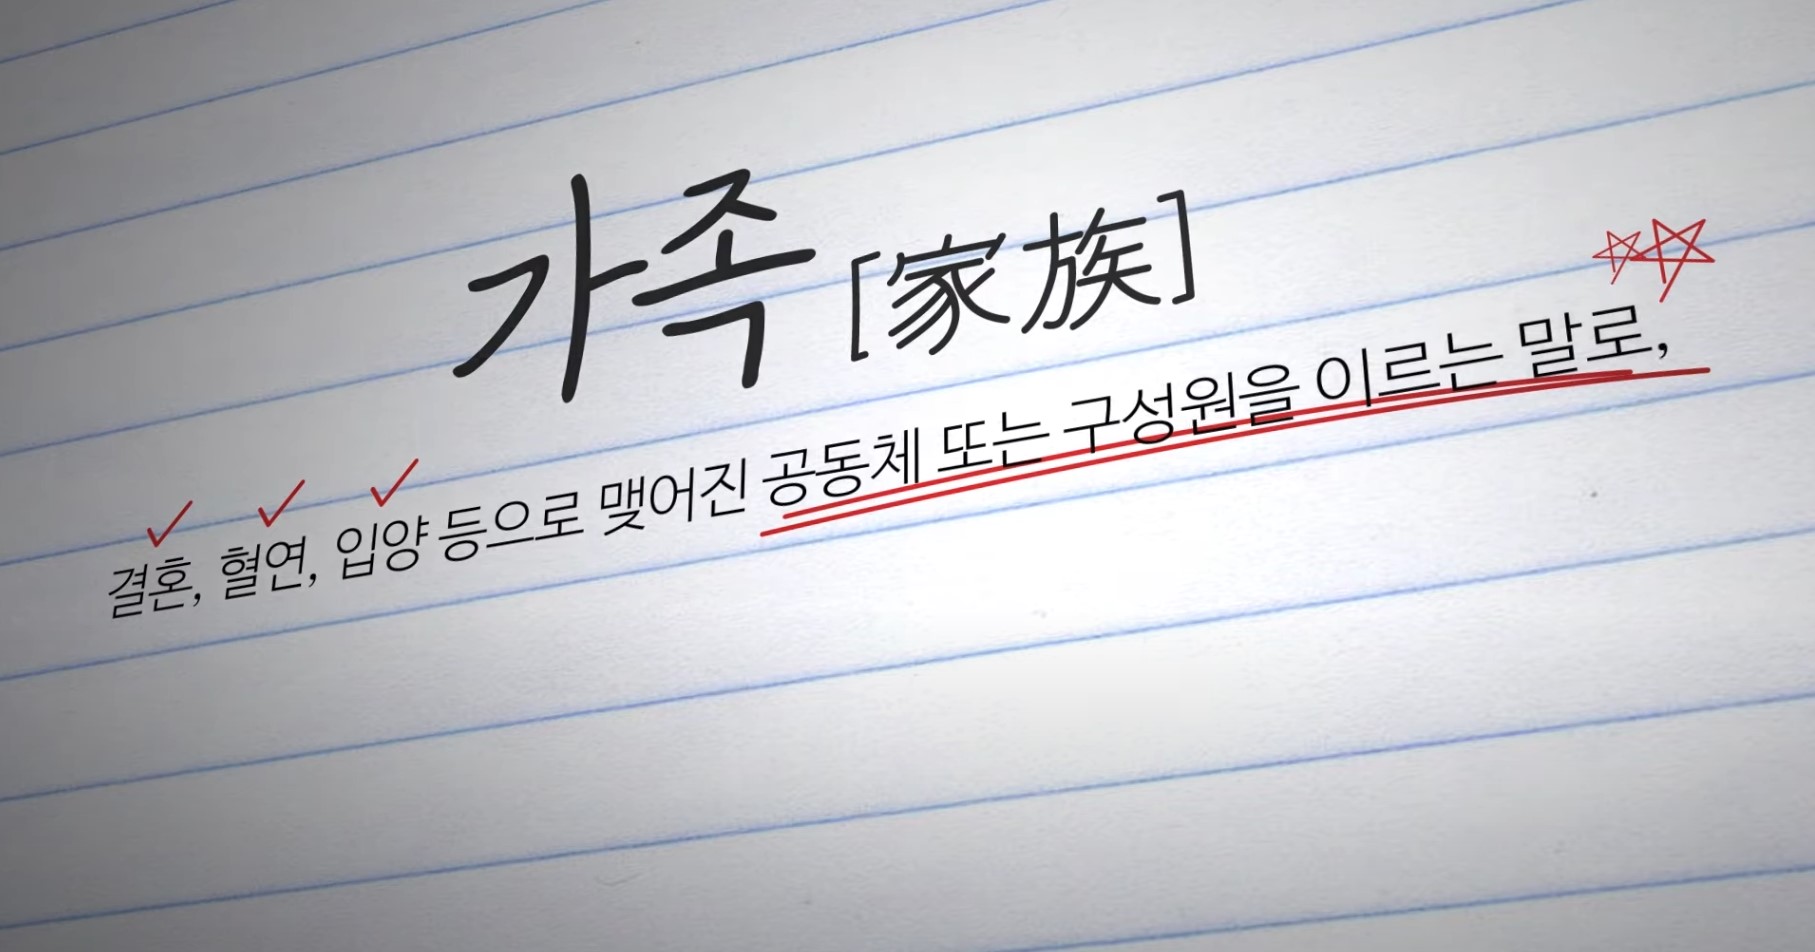 가족 [家族]
결혼, 혈연, 입양 등으로 맺어진 공동체 또는 구성원을 이르는 말로,